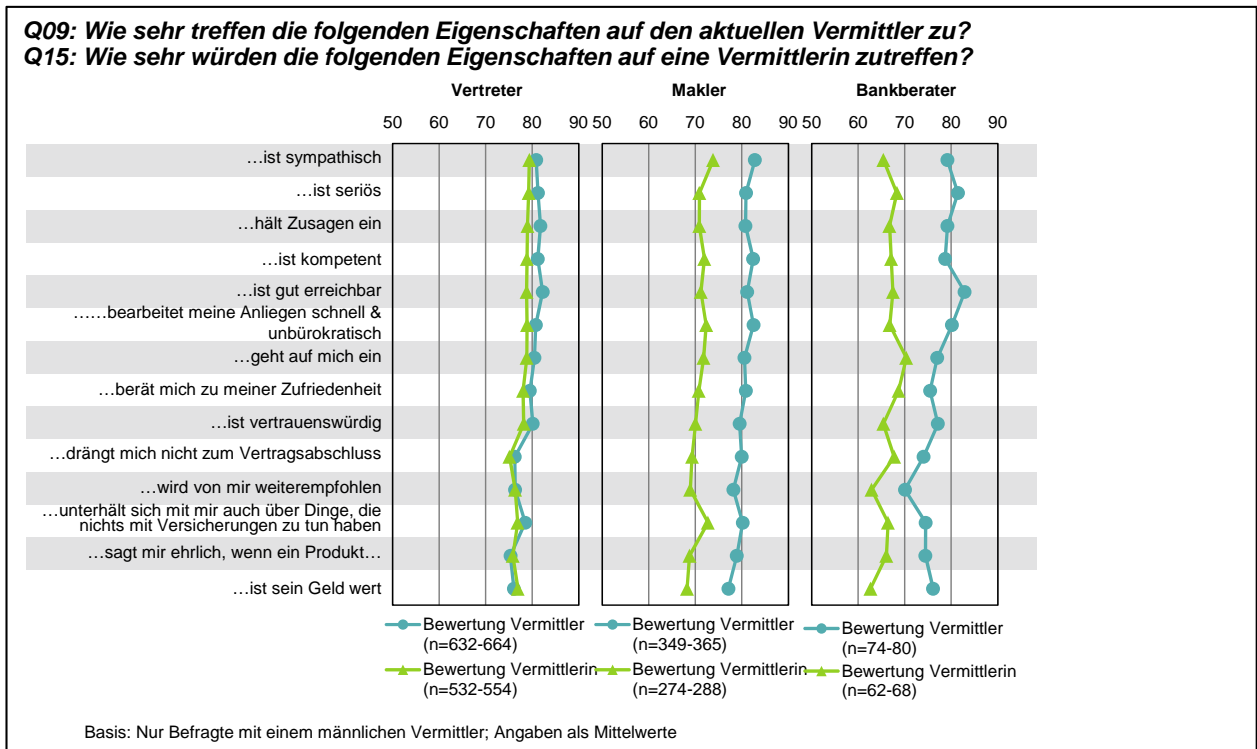 Q09: Wie sehr treffen die folgenden Eigenschaften auf den aktuellen Vermittler zu?
Q15: Wie sehr würden die folgenden Eigenschaften auf eine Vermittlerin zutreffen?
Vertreter Makler Bankberater
50 60 70 80 90 50 60 70 80 90 50 60 70 80 90
…ist sympathisch
…ist seriös
…hält Zusagen ein
…ist kompetent
…ist gut erreichbar
……bearbeitet meine Anliegen schnell &
unbürokratisch
…geht auf mich ein
…berät mich zu meiner Zufriedenheit
…ist vertrauenswürdig
…drängt mich nicht zum Vertragsabschluss
…wird von mir weiterempfohlen
…unterhält sich mit mir auch über Dinge, die
nichts mit Versicherungen zu tun haben
…sagt mir ehrlich, wenn ein Produkt…
…ist sein Geld wert
Bewertung Vermittler
(n=632-664)
Bewertung Vermittlerin
(n=532-554)
Bewertung Vermittler
(n=349-365)
Bewertung Vermittlerin
(n=274-288)
Bewertung Vermittler
(n=74-80)
Bewertung Vermittlerin
(n=62-68)
Basis: Nur Befragte mit einem männlichen Vermittler; Angaben als Mittelwerte